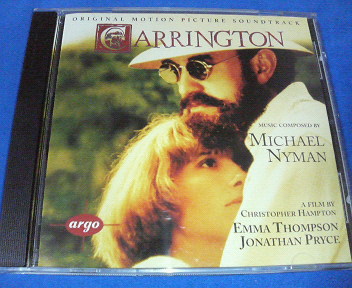 ORIGINAL MOTION PICTURE SOUNDTRACK
CARRINGTON
MUSIC COMPOSED BY
MICHAEL
NYMAN
A FILM BY
CHRISTOPHER HAMPTON
EMMA THOMPSON
JONATHAN PRYCE
argo